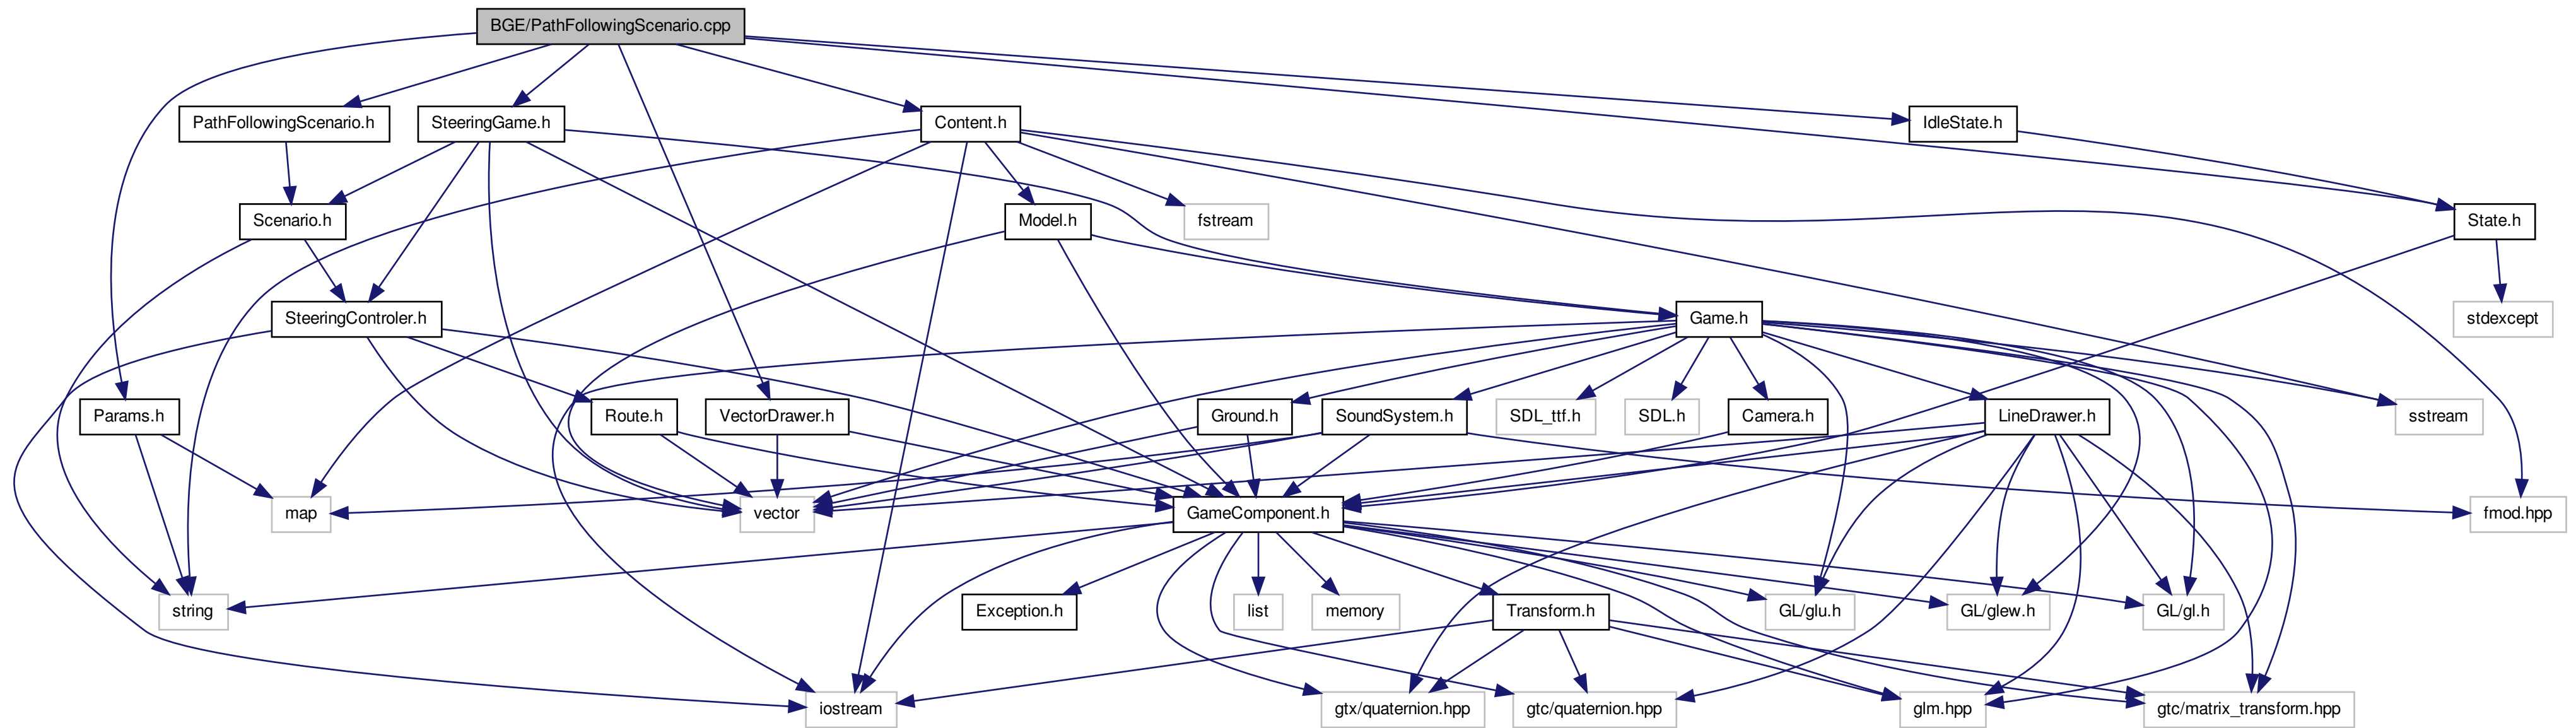 BGE/PathFollowingScenario.cpp
PathFollowingScenario.h
SteeringGame.h
Content.h
IdleState.h
Scenario.h
Model.h
fstream
State.h
SteeringControler.h
Game.h
stdexcept
Params.h
Route.h
VectorDrawer.h
Ground.h
SoundSystem.h
SDL_ttf.h
SDL.h
Camera.h
LineDrawer.h
sstream
map
vector
GameComponent.h
fmod.hpp
string
Exception.h
list
memory
Transform.h
GL/glu.h
GL/glew.h
GL/gl.h
iostream
gtx/quaternion.hpp
gtc/quaternion.hpp
glm.hpp
gtc/matrix_transform.hpp